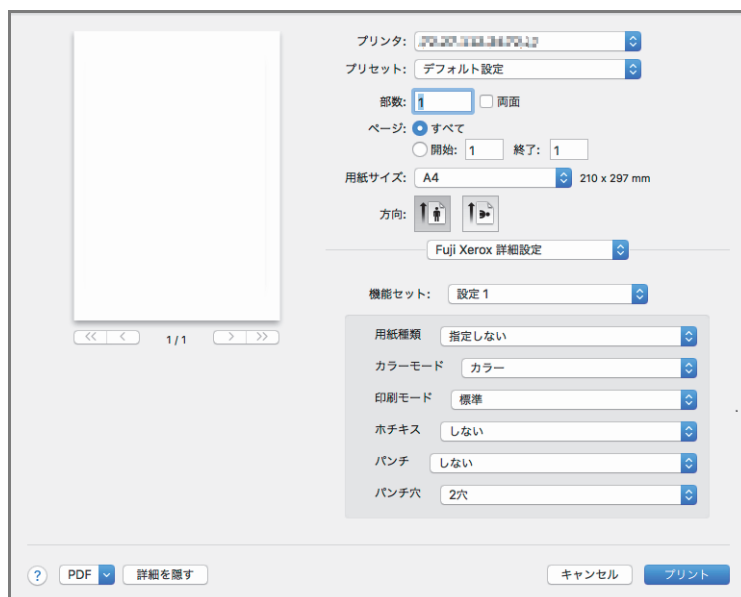 プリンタ:
プリセット: デフォルト設定
部数: 1 両面
ページ: すべて
開始: 1 終了: 1
用紙サイズ: A4 210 x 297 mm
方向:
Fuji Xerox 詳細設定
機能セット: 設定 1
1 / 1
用紙種類 指定しない
カラーモード カラー
印刷モード 標準
ホチキス しない
パンチ しない
パンチ穴 2穴
? PDF 詳細を隠す キャンセル プリント